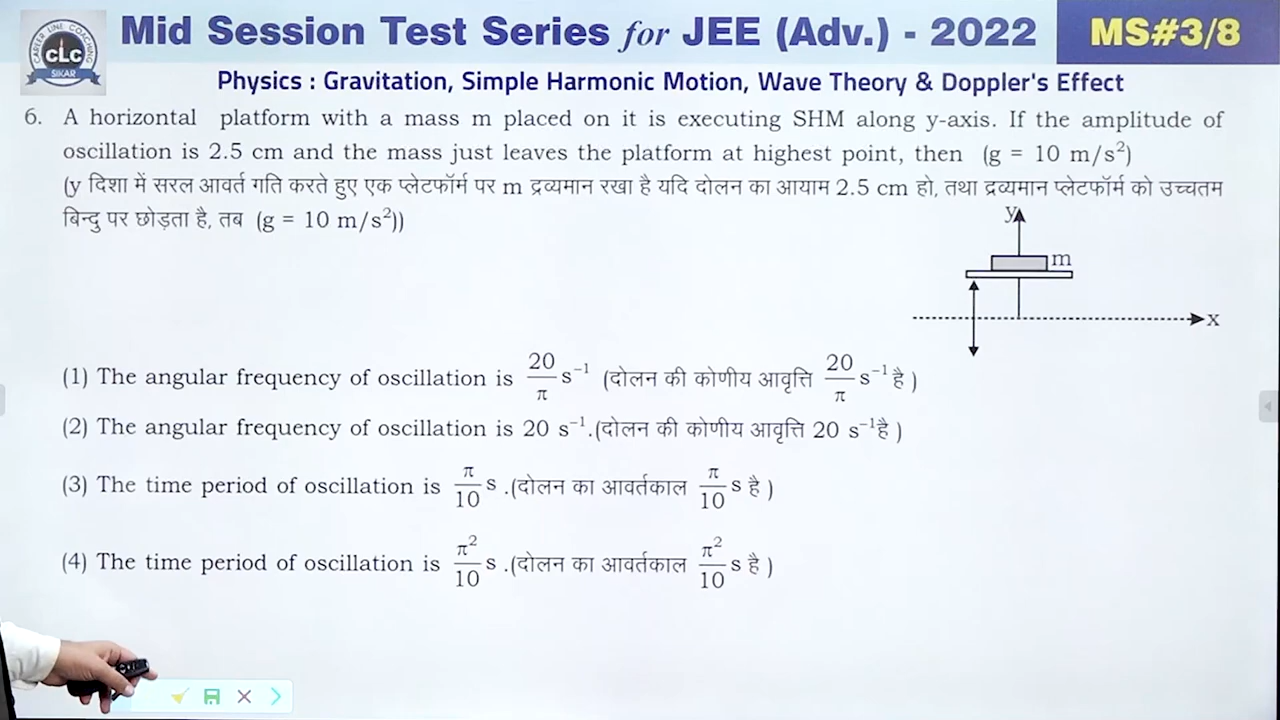 CAREER LINE COACHING
CLC
SIKAR
Mid Session Test Series for JEE (Adv.) - 2022
MS#3/8
Physics : Gravitation, Simple Harmonic Motion, Wave Theory & Doppler's Effect
6. A horizontal platform with a mass m placed on it is executing SHM along y-axis. If the amplitude of
oscillation is 2.5 cm and the mass just leaves the platform at highest point, then (g = 10 m/s²)
(y दिशा में सरल आवर्त गति करते हुए एक प्लेटफॉर्म पर m द्रव्यमान रखा है यदि दोलन का आयाम 2.5 cm हो, तथा द्रव्यमान प्लेटफॉर्म को उच्चतम
बिन्दु पर छोड़ता है, तब (g = 10 m/s²))
y
m
x
(1) The angular frequency of oscillation is 20/π s⁻¹ (दोलन की कोणीय आवृत्ति 20/π s⁻¹ है )
(2) The angular frequency of oscillation is 20 s⁻¹.(दोलन की कोणीय आवृत्ति 20 s⁻¹है )
(3) The time period of oscillation is π/10 s .(दोलन का आवर्तकाल π/10 s है )
(4) The time period of oscillation is π²/10 s .(दोलन का आवर्तकाल π²/10 s है )